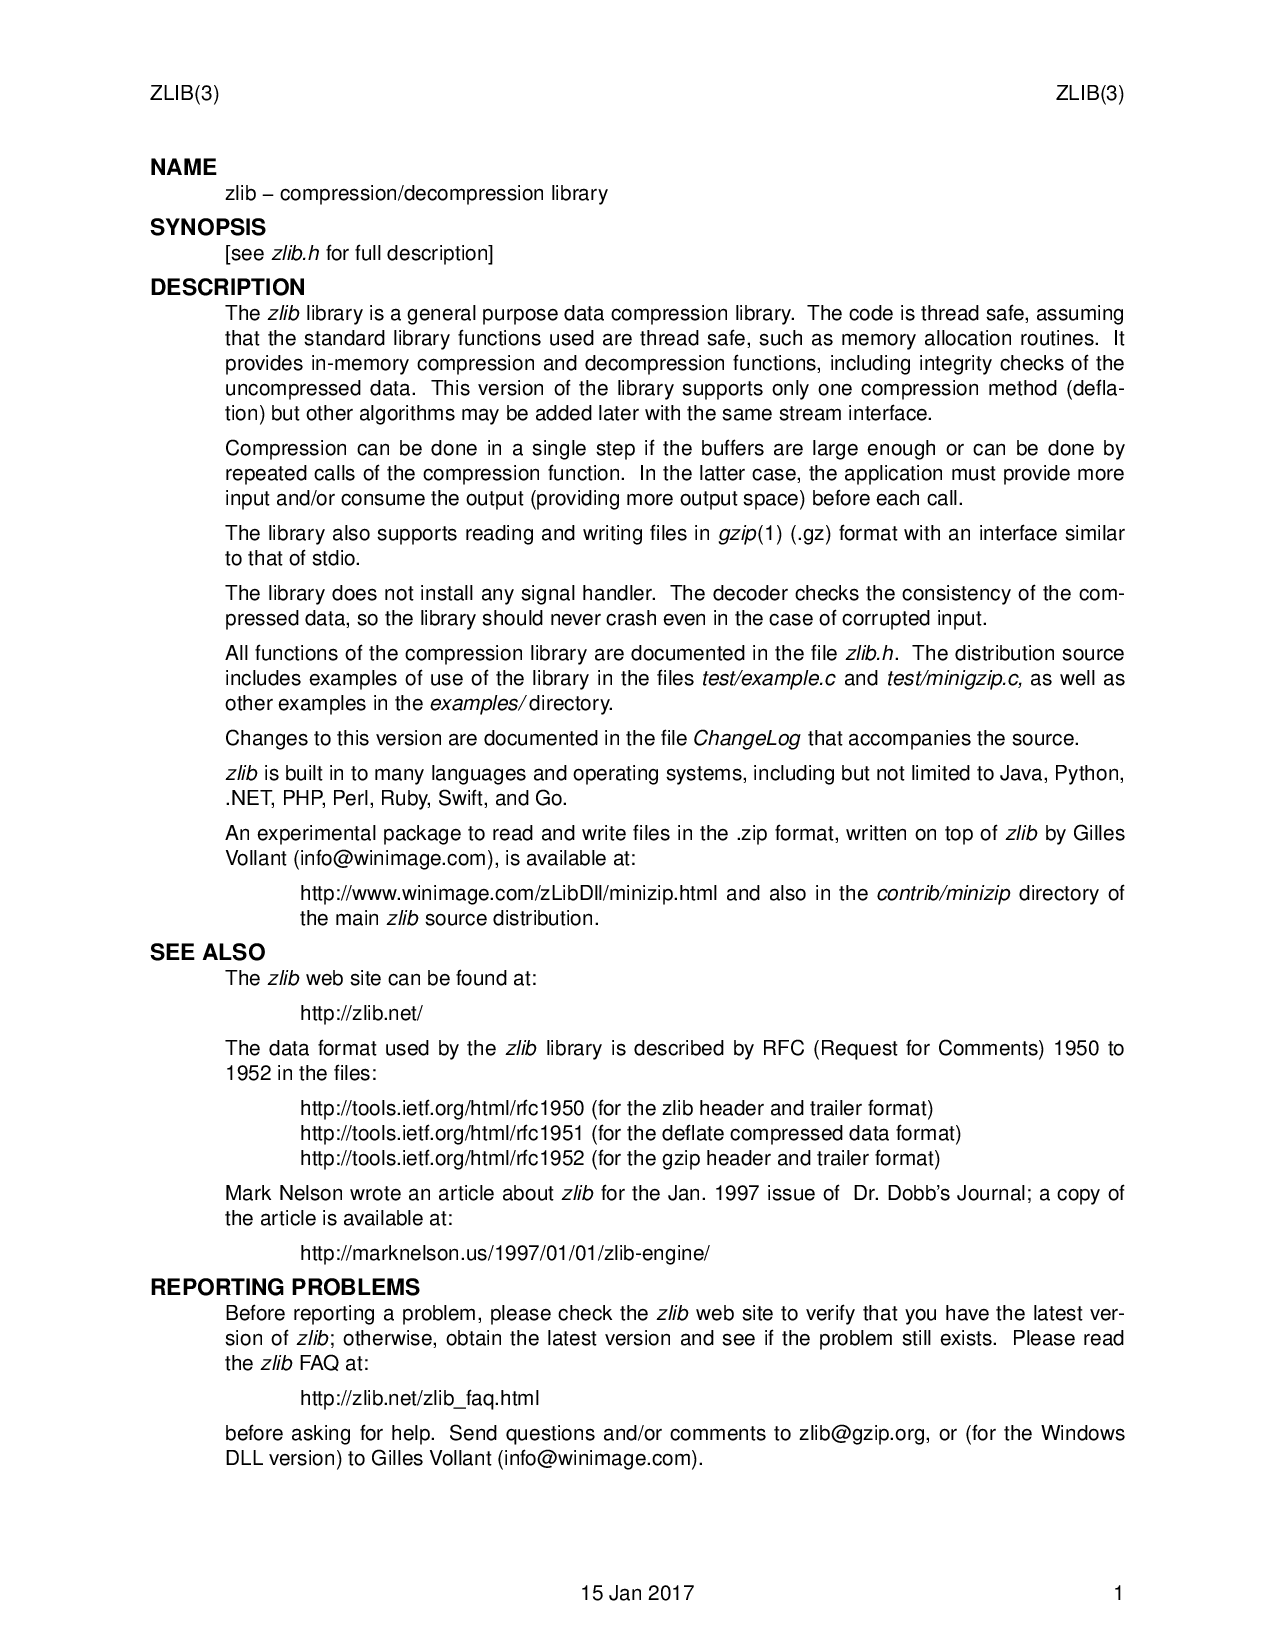 ZLIB(3) ZLIB(3)
NAME
zlib – compression/decompression library
SYNOPSIS
[see zlib.h for full description]
DESCRIPTION
The zlib library is a general purpose data compression library. The code is thread safe, assuming
that the standard library functions used are thread safe, such as memory allocation routines. It
provides in-memory compression and decompression functions, including integrity checks of the
uncompressed data. This version of the library supports only one compression method (defla-
tion) but other algorithms may be added later with the same stream interface.
Compression can be done in a single step if the buffers are large enough or can be done by
repeated calls of the compression function. In the latter case, the application must provide more
input and/or consume the output (providing more output space) before each call.
The library also supports reading and writing files in gzip(1) (.gz) format with an interface similar
to that of stdio.
The library does not install any signal handler. The decoder checks the consistency of the com-
pressed data, so the library should never crash even in the case of corrupted input.
All functions of the compression library are documented in the file zlib.h. The distribution source
includes examples of use of the library in the files test/example.c and test/minigzip.c, as well as
other examples in the examples/ directory.
Changes to this version are documented in the file ChangeLog that accompanies the source.
zlib is built in to many languages and operating systems, including but not limited to Java, Python,
.NET, PHP, Perl, Ruby, Swift, and Go.
An experimental package to read and write files in the .zip format, written on top of zlib by Gilles
Vollant (info@winimage.com), is available at:
http://www.winimage.com/zLibDll/minizip.html and also in the contrib/minizip directory of
the main zlib source distribution.
SEE ALSO
The zlib web site can be found at:
http://zlib.net/
The data format used by the zlib library is described by RFC (Request for Comments) 1950 to
1952 in the files:
http://tools.ietf.org/html/rfc1950 (for the zlib header and trailer format)
http://tools.ietf.org/html/rfc1951 (for the deflate compressed data format)
http://tools.ietf.org/html/rfc1952 (for the gzip header and trailer format)
Mark Nelson wrote an article about zlib for the Jan. 1997 issue of Dr. Dobb’s Journal; a copy of
the article is available at:
http://marknelson.us/1997/01/01/zlib-engine/
REPORTING PROBLEMS
Before reporting a problem, please check the zlib web site to verify that you have the latest ver-
sion of zlib; otherwise, obtain the latest version and see if the problem still exists. Please read
the zlib FAQ at:
http://zlib.net/zlib_faq.html
before asking for help. Send questions and/or comments to zlib@gzip.org, or (for the Windows
DLL version) to Gilles Vollant (info@winimage.com).
15 Jan 2017 1